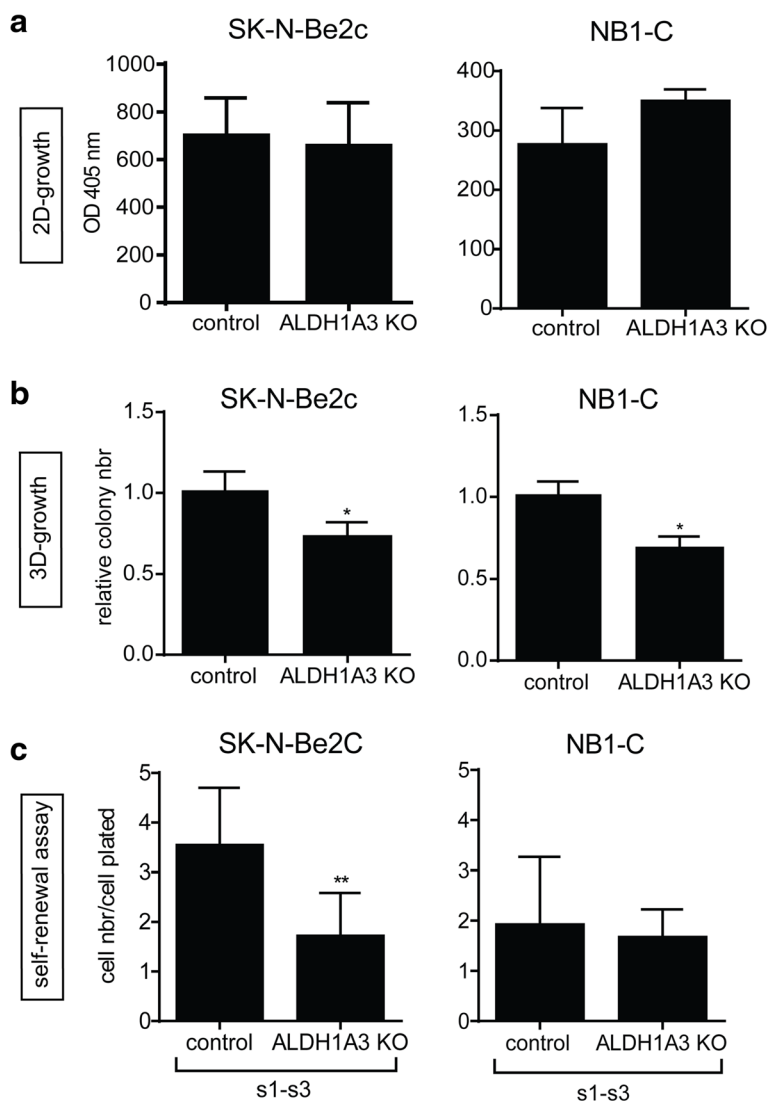 a
SK-N-Be2c
NB1-C
2D-growth
OD 405 nm
1000
800
600
400
200
0
control
ALDH1A3 KO
400
300
200
100
0
control
ALDH1A3 KO
b
SK-N-Be2c
NB1-C
3D-growth
relative colony nbr
1.5
1.0
0.5
0.0
*
control
ALDH1A3 KO
1.5
1.0
0.5
0.0
*
control
ALDH1A3 KO
c
SK-N-Be2C
NB1-C
self-renewal assay
cell nbr/cell plated
5
4
3
2
1
0
**
control
ALDH1A3 KO
s1-s3
5
4
3
2
1
0
control
ALDH1A3 KO
s1-s3